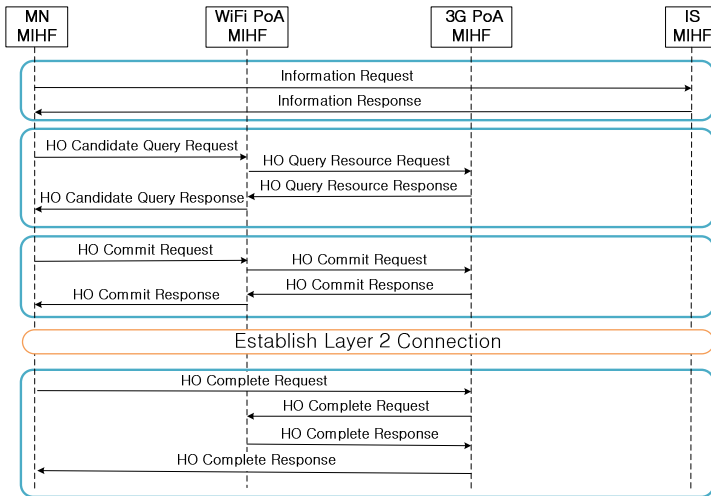 MN
MIHF
WiFi PoA
MIHF
3G PoA
MIHF
IS
MIHF
Information Request
Information Response
HO Candidate Query Request
HO Query Resource Request
HO Query Resource Response
HO Candidate Query Response
HO Commit Request
HO Commit Request
HO Commit Response
HO Commit Response
Establish Layer 2 Connection
HO Complete Request
HO Complete Request
HO Complete Response
HO Complete Response